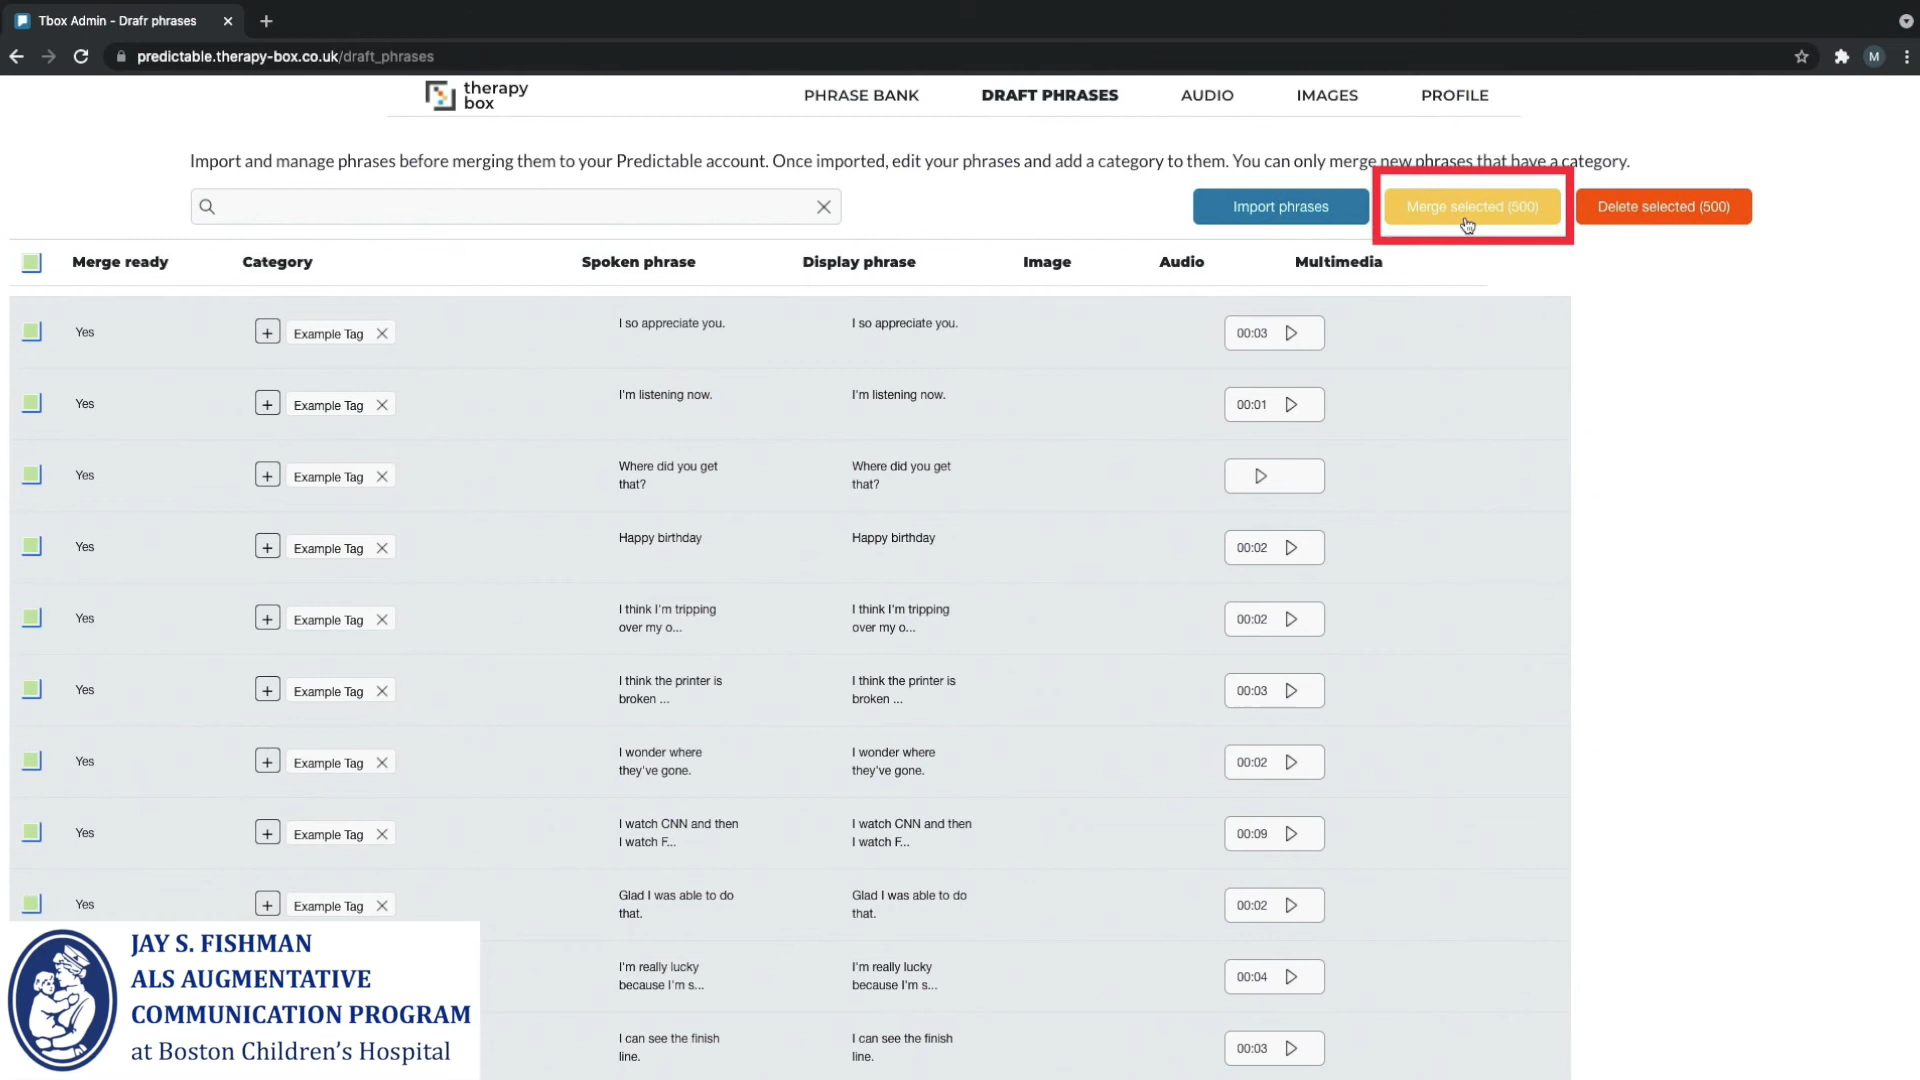 Tbox Admin - Drafr phrases
predictable.therapy-box.co.uk/draft_phrases
M
therapy
box
PHRASE BANK
DRAFT PHRASES
AUDIO
IMAGES
PROFILE
Import and manage phrases before merging them to your Predictable account. Once imported, edit your phrases and add a category to them. You can only merge new phrases that have a category.
Import phrases
Merge selected (500)
Delete selected (500)
Merge ready
Category
Spoken phrase
Display phrase
Image
Audio
Multimedia
Yes
Example Tag
I so appreciate you.
I so appreciate you.
00:03
Yes
Example Tag
I'm listening now.
I'm listening now.
00:01
Yes
Example Tag
Where did you get
that?
Where did you get
that?
Yes
Example Tag
Happy birthday
Happy birthday
00:02
Yes
Example Tag
I think I'm tripping
over my o...
I think I'm tripping
over my o...
00:02
Yes
Example Tag
I think the printer is
broken ...
I think the printer is
broken ...
00:03
Yes
Example Tag
I wonder where
they've gone.
I wonder where
they've gone.
00:02
Yes
Example Tag
I watch CNN and then
I watch F...
I watch CNN and then
I watch F...
00:09
Yes
Example Tag
Glad I was able to do
that.
Glad I was able to do
that.
00:02
I'm really lucky
because I'm s...
I'm really lucky
because I'm s...
00:04
I can see the finish
line.
I can see the finish
line.
00:03
JAY S. FISHMAN
ALS AUGMENTATIVE
COMMUNICATION PROGRAM
at Boston Children's Hospital